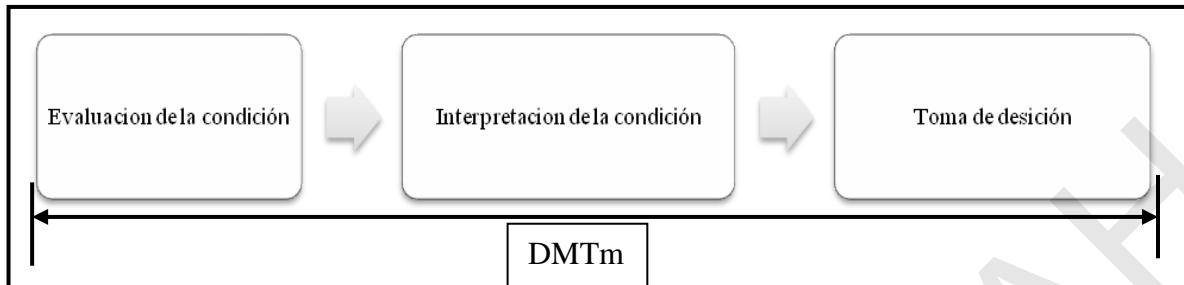 Evaluacion de la condición
Interpretacion de la condición
Toma de desición
DMTm